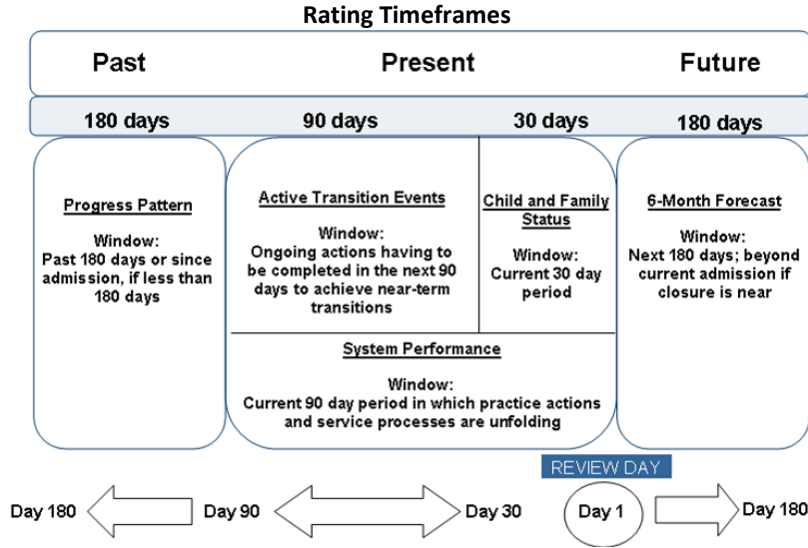 Rating Timeframes
Past Present Future
180 days 90 days 30 days 180 days
Progress Pattern
Window:
Past 180 days or since
admission, if less than
180 days
Active Transition Events
Window:
Ongoing actions having to
be completed in the next 90
days to achieve near-term
transitions
Child and Family
Status
Window:
Current 30 day
period
6-Month Forecast
Window:
Next 180 days; beyond
current admission if
closure is near
System Performance
Window:
Current 90 day period in which practice actions
and service processes are unfolding
REVIEW DAY
Day 180 Day 90 Day 30 Day 1 Day 180